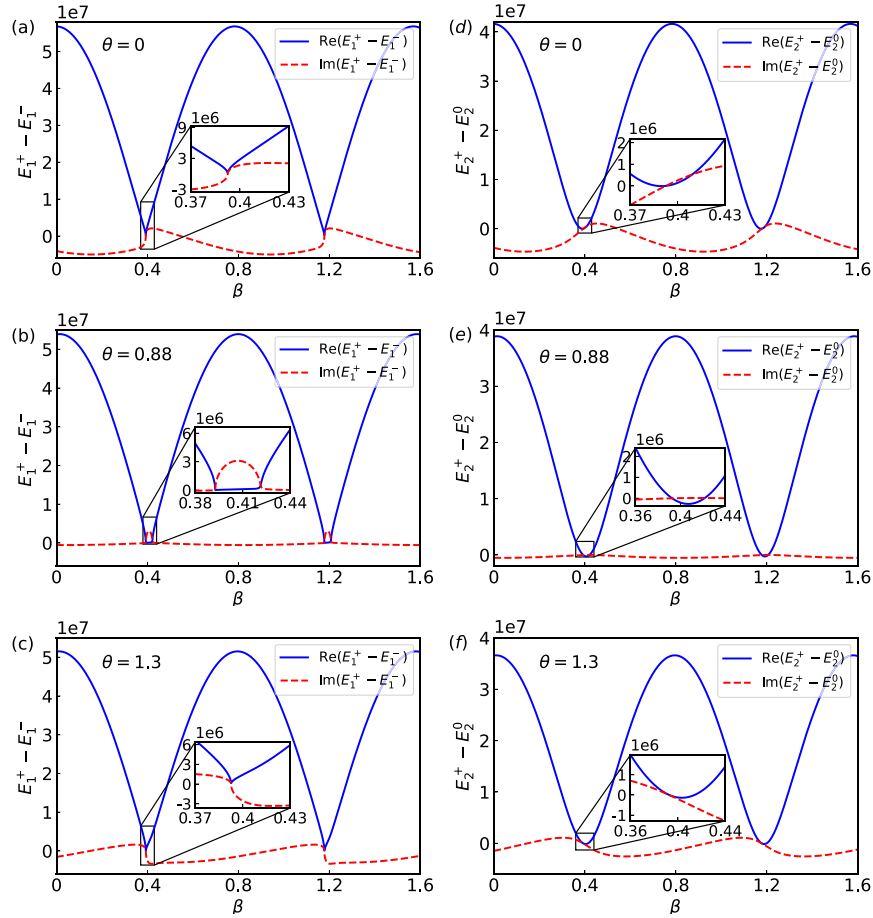 (a)
1e7
θ = 0
Re(E₁⁺ − E₁⁻)
Im(E₁⁺ − E₁⁻)
E₁⁺ − E₁⁻
5
4
3
2
1
0
1e6
9
3
-3
0.37 0.4 0.43
0 0.4 0.8 1.2 1.6
β
(d)
1e7
θ = 0
Re(E₂⁺ − E₂⁰)
Im(E₂⁺ − E₂⁰)
E₂⁺ − E₂⁰
4
3
2
1
0
1e6
2
1
0
0.37 0.4 0.43
0 0.4 0.8 1.2 1.6
β
(b)
1e7
θ = 0.88
Re(E₁⁺ − E₁⁻)
Im(E₁⁺ − E₁⁻)
E₁⁺ − E₁⁻
5
4
3
2
1
0
1e6
6
3
0
0.38 0.41 0.44
0 0.4 0.8 1.2 1.6
β
(e)
1e7
θ = 0.88
Re(E₂⁺ − E₂⁰)
Im(E₂⁺ − E₂⁰)
E₂⁺ − E₂⁰
4
3
2
1
0
1e6
2
1
0
0.36 0.4 0.44
0 0.4 0.8 1.2 1.6
β
(c)
1e7
θ = 1.3
Re(E₁⁺ − E₁⁻)
Im(E₁⁺ − E₁⁻)
E₁⁺ − E₁⁻
5
4
3
2
1
0
1e6
6
3
0
-3
0.37 0.4 0.43
0 0.4 0.8 1.2 1.6
β
(f)
1e7
θ = 1.3
Re(E₂⁺ − E₂⁰)
Im(E₂⁺ − E₂⁰)
E₂⁺ − E₂⁰
4
3
2
1
0
1e6
1
0
-1
0.36 0.4 0.44
0 0.4 0.8 1.2 1.6
β